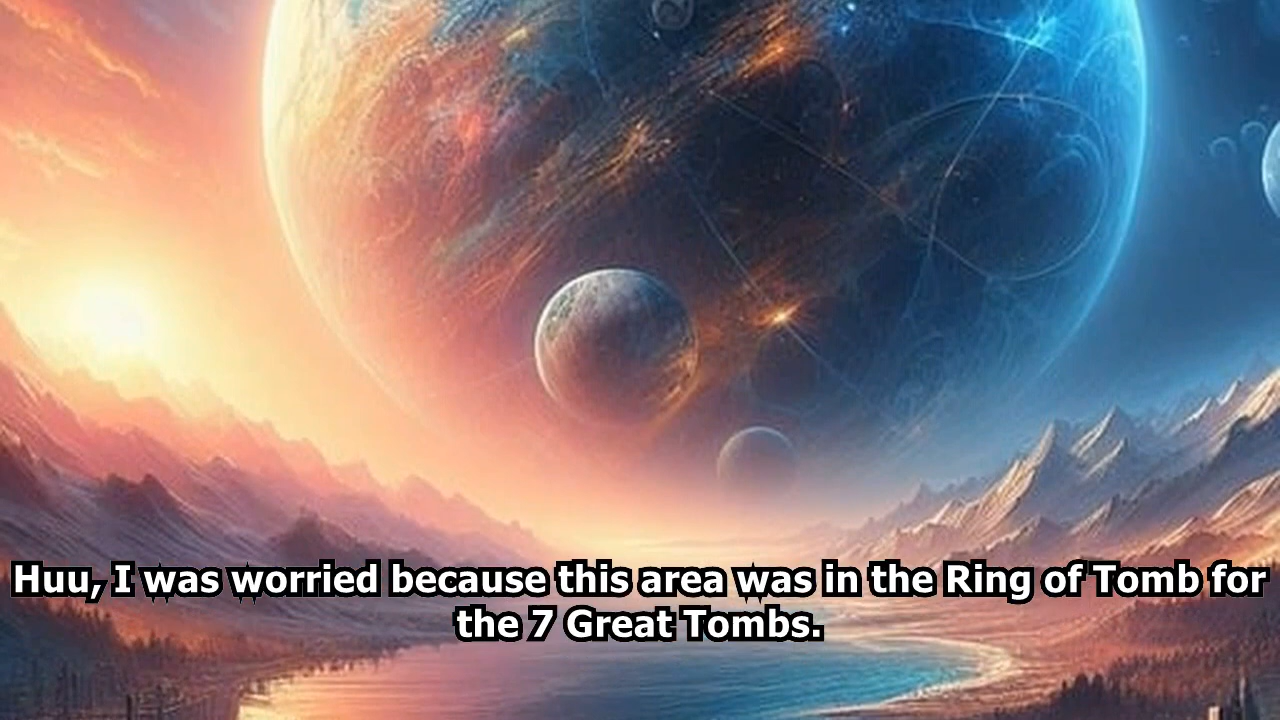 Huu, I was worried because this area was in the Ring of Tomb for
the 7 Great Tombs.